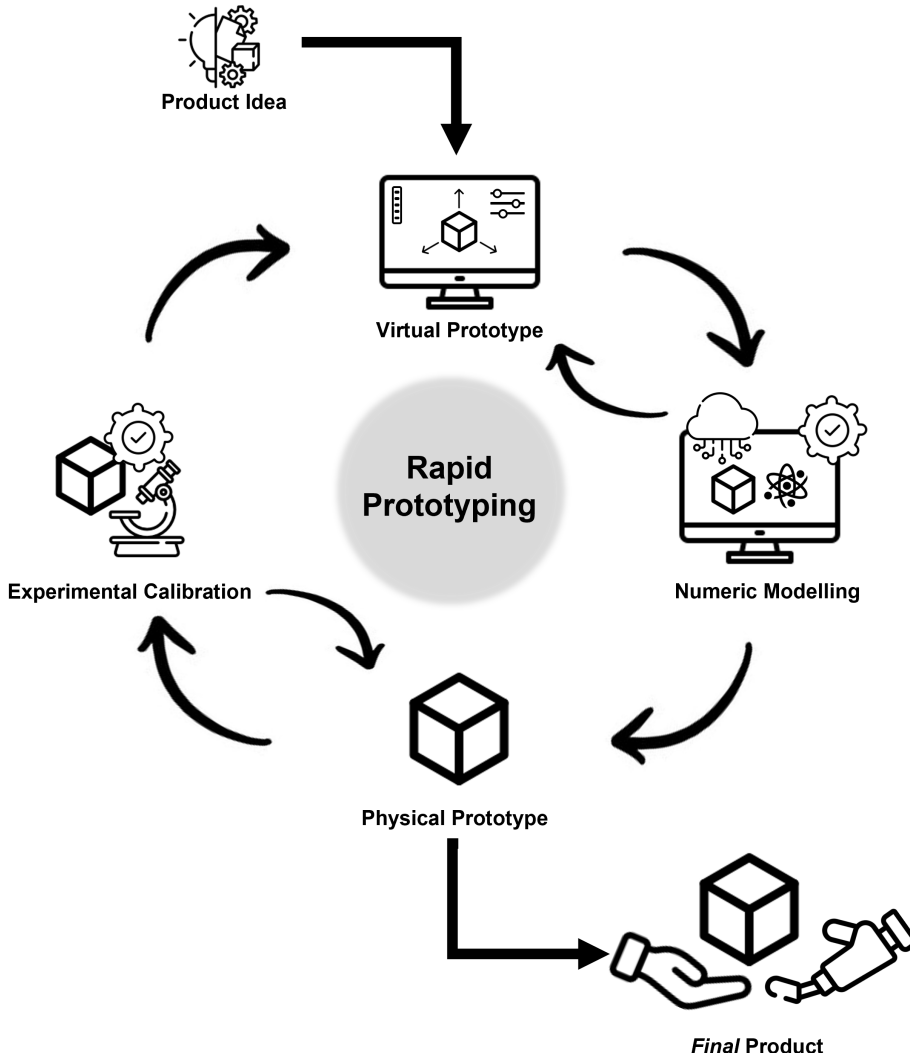 Product Idea
Virtual Prototype
Rapid
Prototyping
Experimental Calibration
Numeric Modelling
Physical Prototype
Final Product